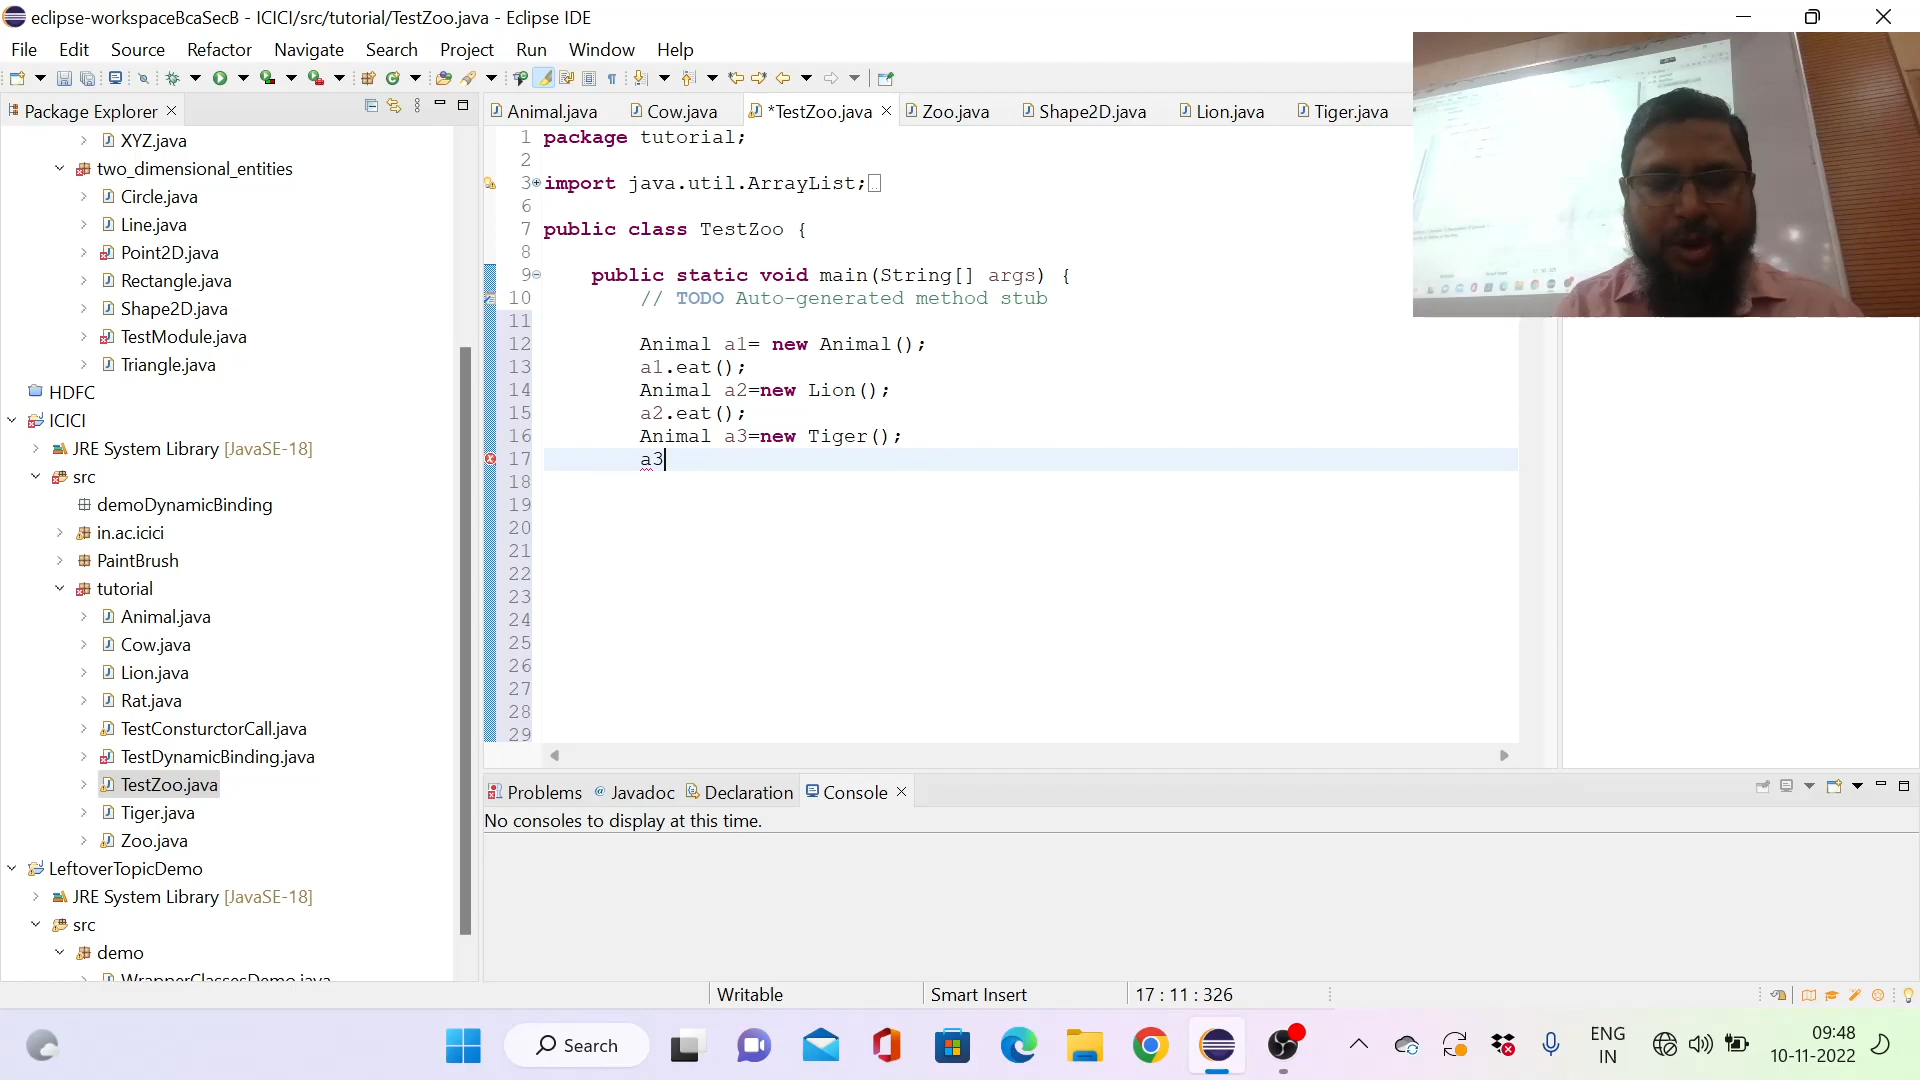 eclipse-workspaceBcaSecB - ICICI/src/tutorial/TestZoo.java - Eclipse IDE
File Edit Source Refactor Navigate Search Project Run Window Help
Package Explorer
XYZ.java
two_dimensional_entities
Circle.java
Line.java
Point2D.java
Rectangle.java
Shape2D.java
TestModule.java
Triangle.java
HDFC
ICICI
JRE System Library [JavaSE-18]
src
demoDynamicBinding
in.ac.icici
PaintBrush
tutorial
Animal.java
Cow.java
Lion.java
Rat.java
TestConsturctorCall.java
TestDynamicBinding.java
TestZoo.java
Tiger.java
Zoo.java
LeftoverTopicDemo
JRE System Library [JavaSE-18]
src
demo
WrapperClassesDemo.java
Animal.java Cow.java *TestZoo.java Zoo.java Shape2D.java Lion.java Tiger.java
1 package tutorial;
2
3 import java.util.ArrayList;
6
7 public class TestZoo {
8
9 public static void main(String[] args) {
10 // TODO Auto-generated method stub
11
12 Animal a1= new Animal();
13 a1.eat();
14 Animal a2=new Lion();
15 a2.eat();
16 Animal a3=new Tiger();
17 a3
18
19
20
21
22
23
24
25
26
27
28
29
Problems Javadoc Declaration Console
No consoles to display at this time.
Writable Smart Insert 17 : 11 : 326
Search
ENG
IN
09:48
10-11-2022